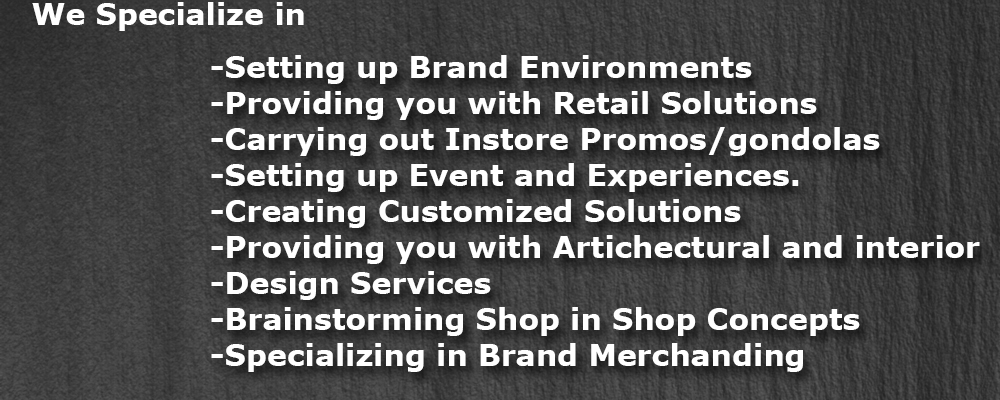 We Specialize in
-Setting up Brand Environments
-Providing you with Retail Solutions
-Carrying out Instore Promos/gondolas
-Setting up Event and Experiences.
-Creating Customized Solutions
-Providing you with Artichectural and interior
-Design Services
-Brainstorming Shop in Shop Concepts
-Specializing in Brand Merchanding